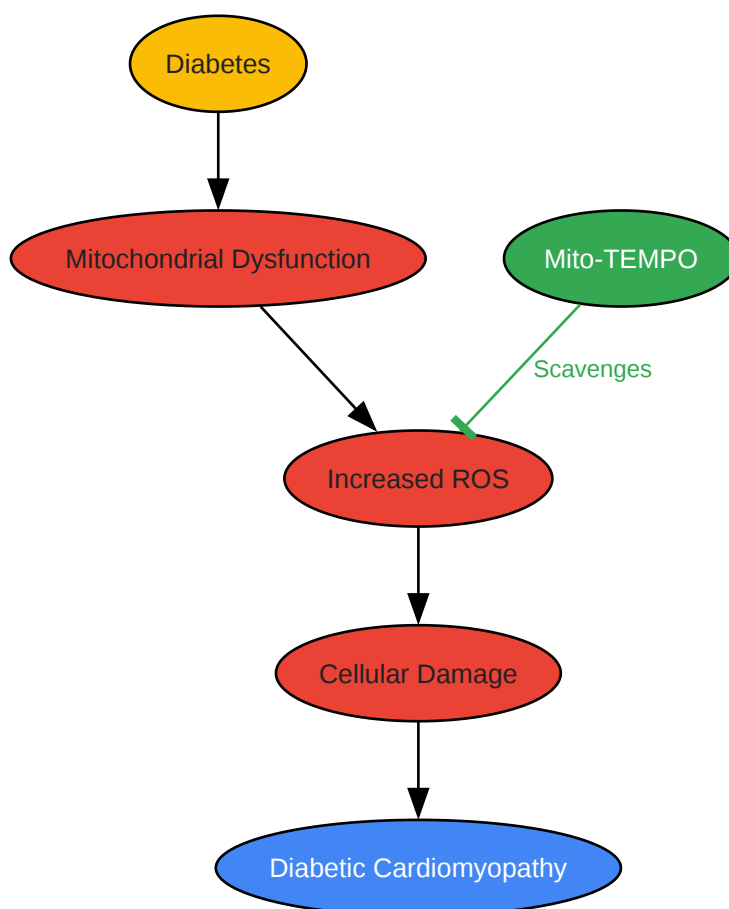 Diabetes
Mitochondrial Dysfunction
Mito-TEMPO
Scavenges
Increased ROS
Cellular Damage
Diabetic Cardiomyopathy